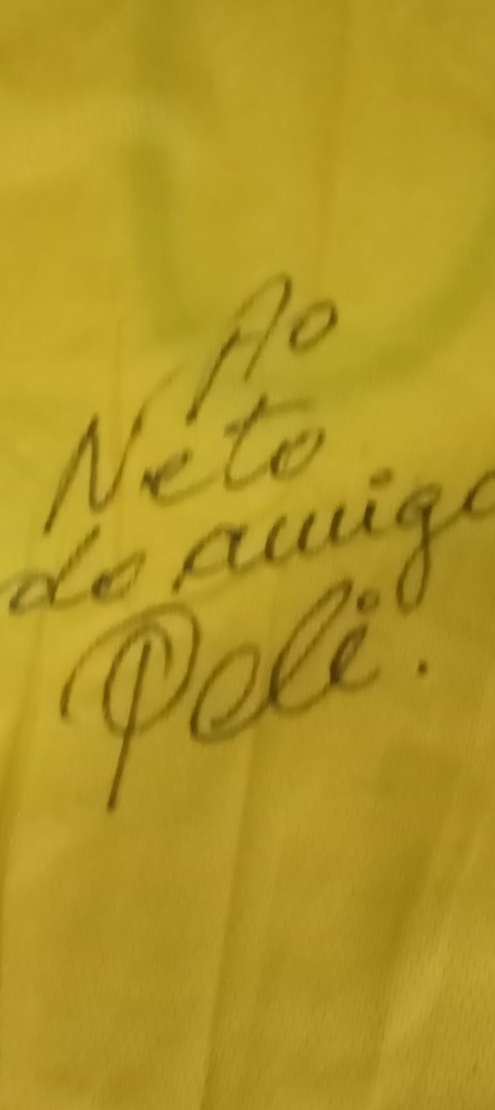 Ao
Neto
do amigo
Pelé.